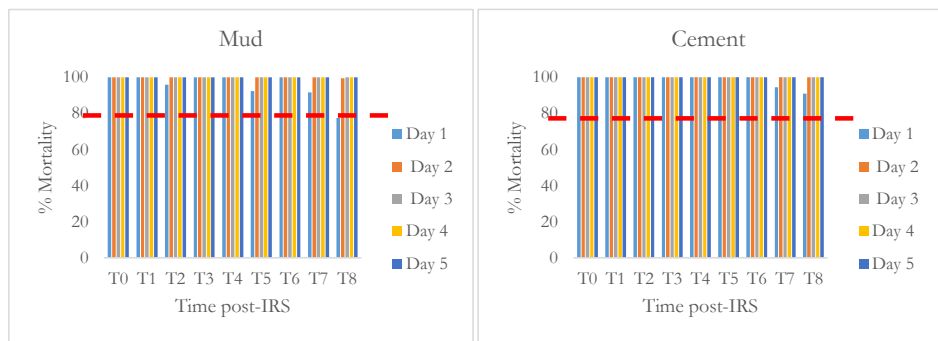 Mud
100
80
60
40
20
0
% Mortality
T0 T1 T2 T3 T4 T5 T6 T7 T8
Time post-IRS
Day 1
Day 2
Day 3
Day 4
Day 5
Cement
100
80
60
40
20
0
% Mortality
T0 T1 T2 T3 T4 T5 T6 T7 T8
Time post-IRS
Day 1
Day 2
Day 3
Day 4
Day 5